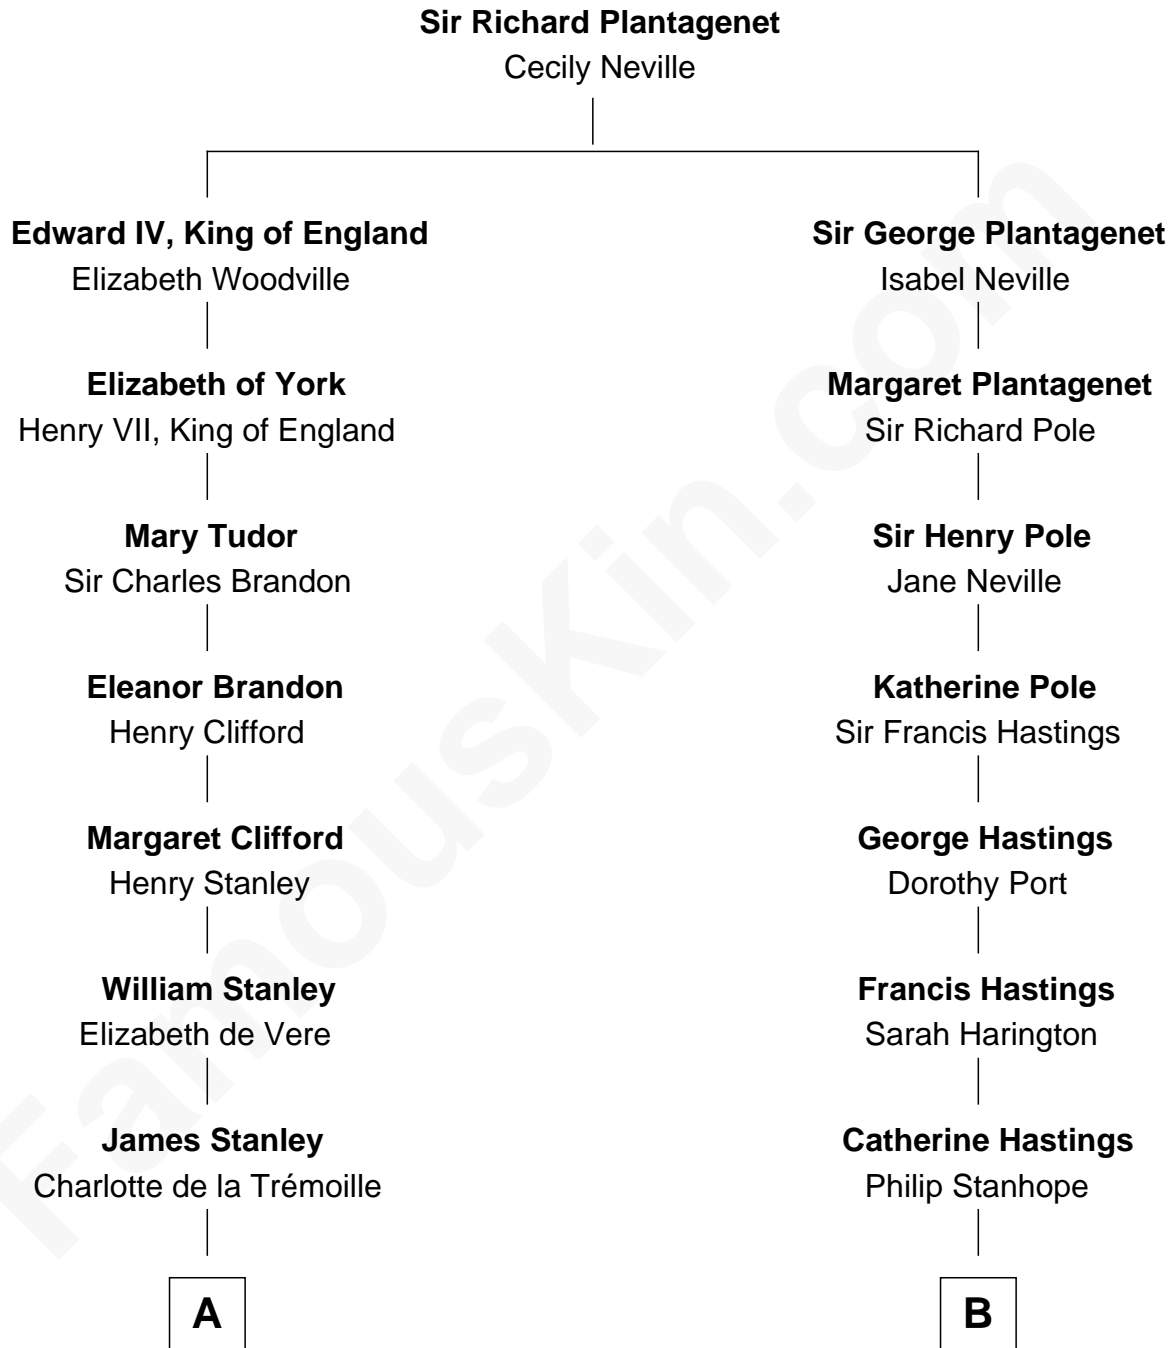 Sir Richard Plantagenet
Cecily Neville
Edward IV, King of England
Elizabeth Woodville
Sir George Plantagenet
Isabel Neville
Elizabeth of York
Henry VII, King of England
Margaret Plantagenet
Sir Richard Pole
Mary Tudor
Sir Charles Brandon
Sir Henry Pole
Jane Neville
Eleanor Brandon
Henry Clifford
Katherine Pole
Sir Francis Hastings
Margaret Clifford
Henry Stanley
George Hastings
Dorothy Port
William Stanley
Elizabeth de Vere
Francis Hastings
Sarah Harington
James Stanley
Charlotte de la Trémoille
Catherine Hastings
Philip Stanhope
A
B
FamousKin.com